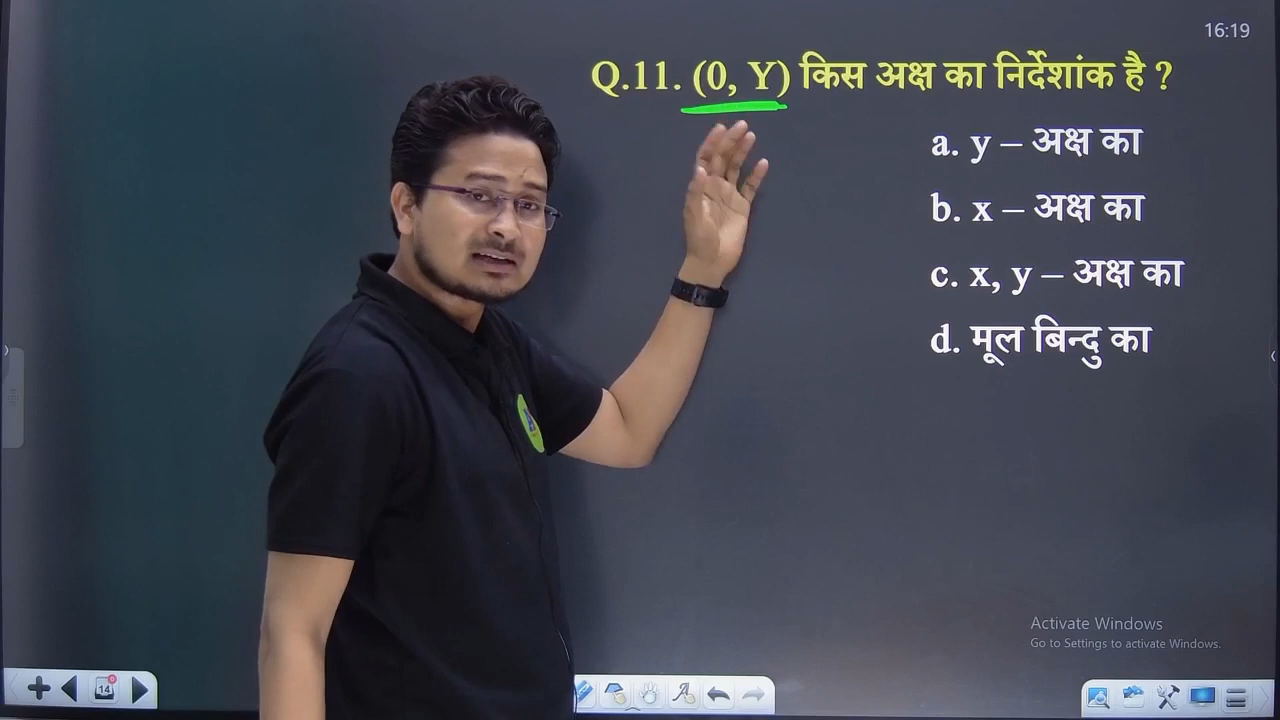 16:19
Q.11. (0, Y) किस अक्ष का निर्देशांक है ?
a. y – अक्ष का
b. x – अक्ष का
c. x, y – अक्ष का
d. मूल बिन्दु का
Activate Windows
Go to Settings to activate Windows.
14